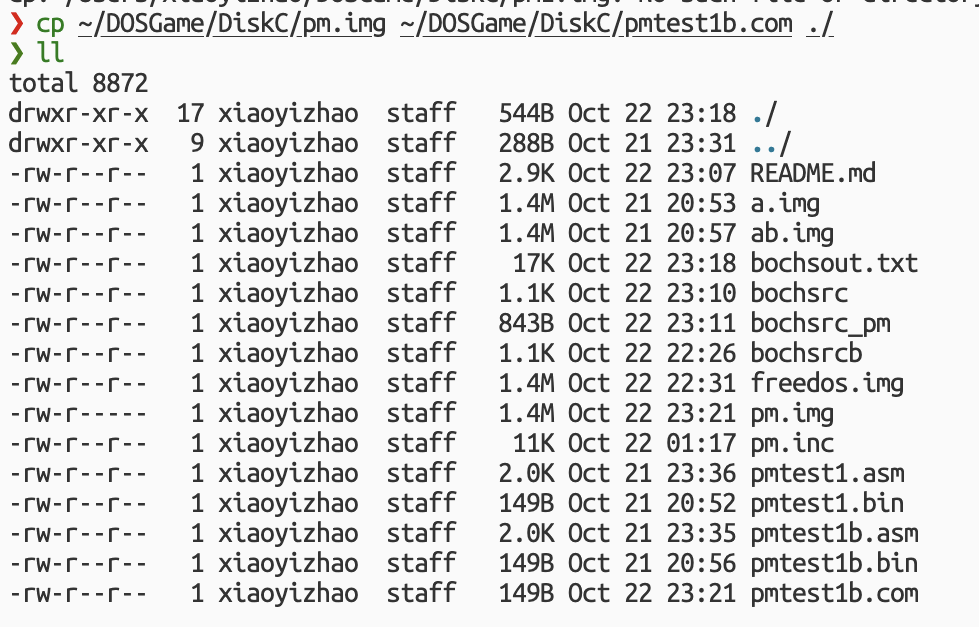 ❯ cp ~/DOSGame/DiskC/pm.img ~/DOSGame/DiskC/pmtest1b.com ./
❯ ll
total 8872
drwxr-xr-x  17 xiaoyizhao  staff   544B Oct 22 23:18 ./
drwxr-xr-x   9 xiaoyizhao  staff   288B Oct 21 23:31 ../
-rw-r--r--   1 xiaoyizhao  staff   2.9K Oct 22 23:07 README.md
-rw-r--r--   1 xiaoyizhao  staff   1.4M Oct 21 20:53 a.img
-rw-r--r--   1 xiaoyizhao  staff   1.4M Oct 21 20:57 ab.img
-rw-r--r--   1 xiaoyizhao  staff    17K Oct 22 23:18 bochsout.txt
-rw-r--r--   1 xiaoyizhao  staff   1.1K Oct 22 23:10 bochsrc
-rw-r--r--   1 xiaoyizhao  staff   843B Oct 22 23:11 bochsrc_pm
-rw-r--r--   1 xiaoyizhao  staff   1.1K Oct 22 22:26 bochsrcb
-rw-r--r--   1 xiaoyizhao  staff   1.4M Oct 22 22:31 freedos.img
-rw-r-----   1 xiaoyizhao  staff   1.4M Oct 22 23:21 pm.img
-rw-r--r--   1 xiaoyizhao  staff    11K Oct 22 01:17 pm.inc
-rw-r--r--   1 xiaoyizhao  staff   2.0K Oct 21 23:36 pmtest1.asm
-rw-r--r--   1 xiaoyizhao  staff   149B Oct 21 20:52 pmtest1.bin
-rw-r--r--   1 xiaoyizhao  staff   2.0K Oct 21 23:35 pmtest1b.asm
-rw-r--r--   1 xiaoyizhao  staff   149B Oct 21 20:56 pmtest1b.bin
-rw-r--r--   1 xiaoyizhao  staff   149B Oct 22 23:21 pmtest1b.com